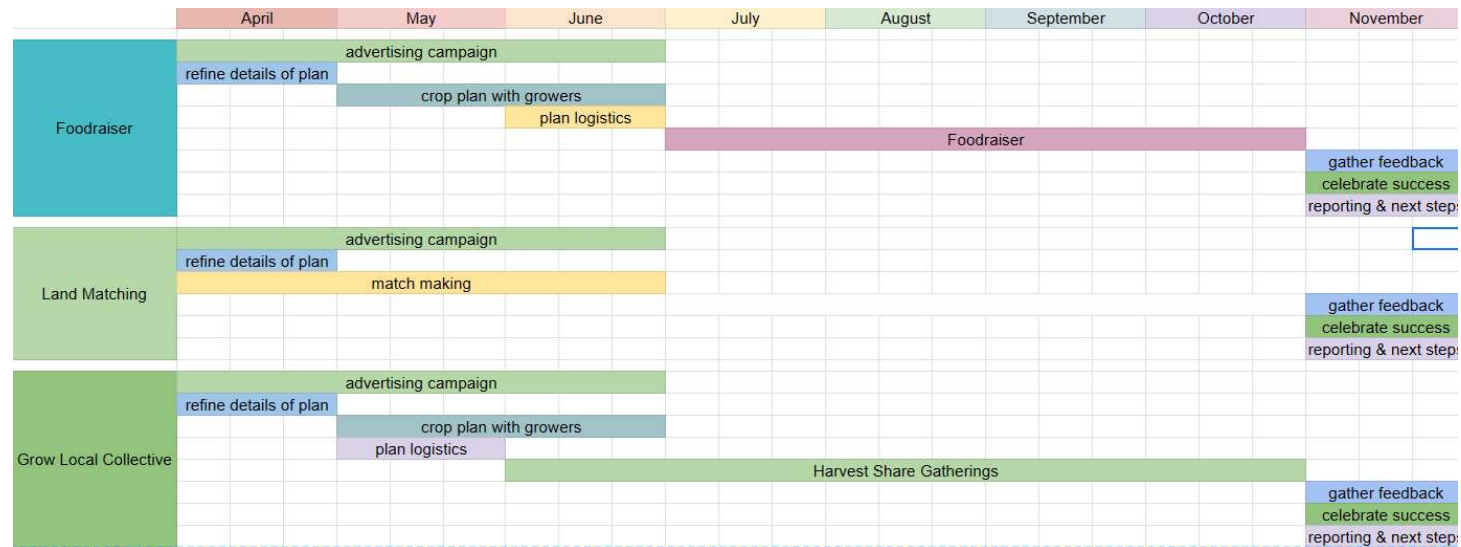 April May June July August September October November
advertising campaign
refine details of plan
crop plan with growers
plan logistics
Foodraiser
Foodraiser
gather feedback
celebrate success
reporting & next steps
advertising campaign
refine details of plan
match making
Land Matching
gather feedback
celebrate success
reporting & next steps
advertising campaign
refine details of plan
crop plan with growers
plan logistics
Grow Local Collective
Harvest Share Gatherings
gather feedback
celebrate success
reporting & next steps